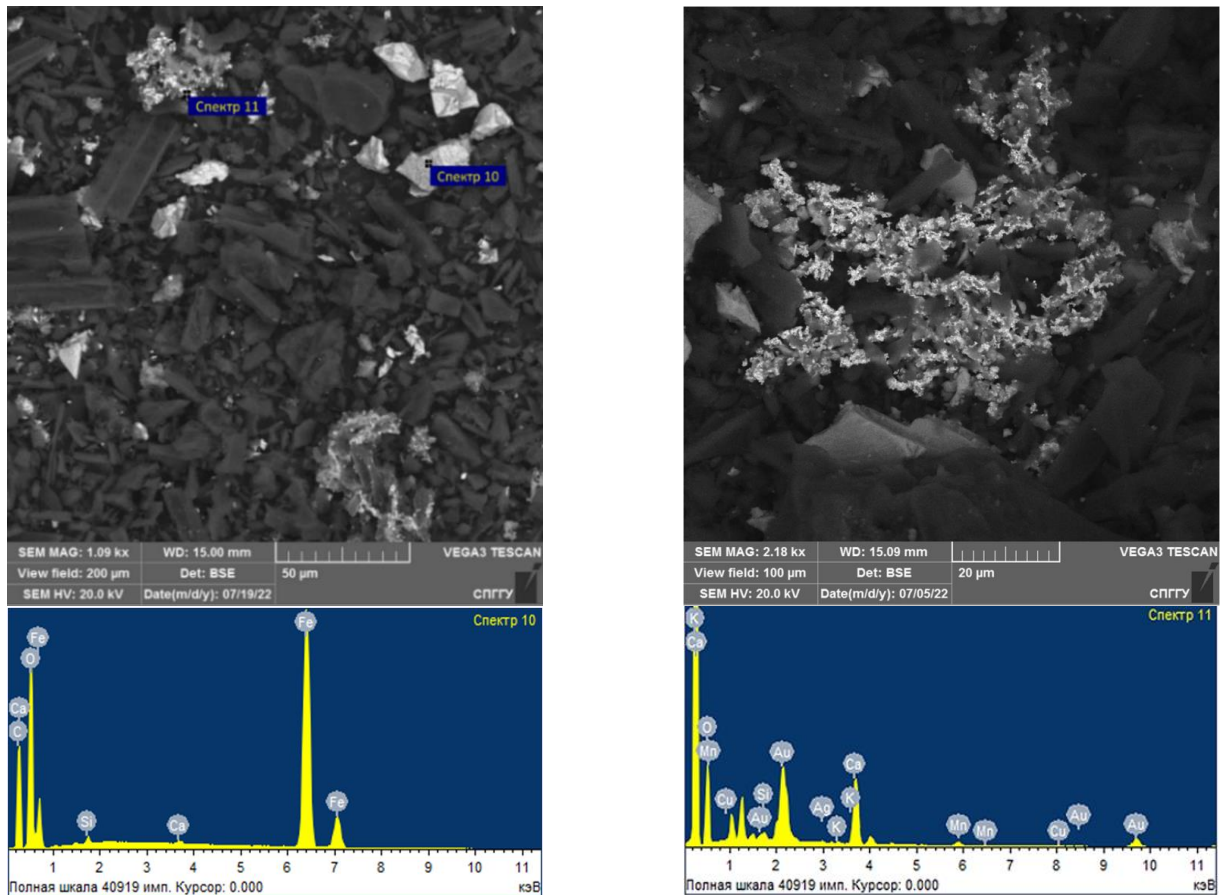 Спектр 11
Спектр 10
SEM MAG: 1.09 kx WD: 15.00 mm VEGA3 TESCAN
View field: 200 µm Det: BSE 50 µm
SEM HV: 20.0 kV Date(m/d/y): 07/19/22 СПГГУ
SEM MAG: 2.18 kx WD: 15.09 mm VEGA3 TESCAN
View field: 100 µm Det: BSE 20 µm
SEM HV: 20.0 kV Date(m/d/y): 07/05/22 СПГГУ
Спектр 10
Fe
Fe
O
Ca
C
Si
Ca
Fe
1 2 3 4 5 6 7 8 9 10 11
Полная шкала 40919 имп. Курсор: 0.000 кэВ
Спектр 11
K
Ca
O
Mn
Cu
Si
Au
Au
Ag
K
K
Ca
Mn
Mn
Cu
Au
Au
1 2 3 4 5 6 7 8 9 10 11
Полная шкала 40919 имп. Курсор: 0.000 кэВ